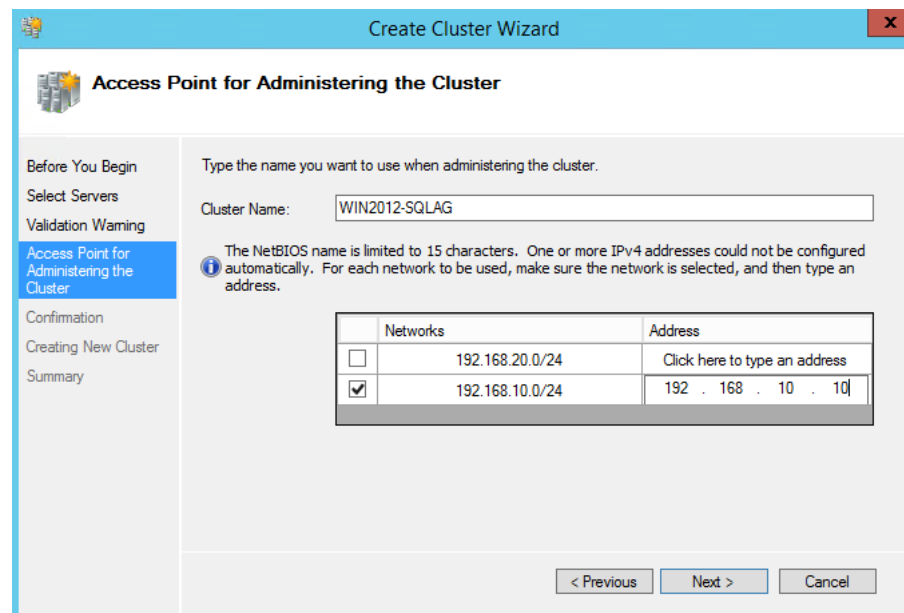 Create Cluster Wizard
x
Access Point for Administering the Cluster
Before You Begin
Select Servers
Validation Warning
Access Point for
Administering the
Cluster
Confirmation
Creating New Cluster
Summary
Type the name you want to use when administering the cluster.
Cluster Name:
WIN2012-SQLAG
The NetBIOS name is limited to 15 characters. One or more IPv4 addresses could not be configured
automatically. For each network to be used, make sure the network is selected, and then type an
address.
Networks Address
192.168.20.0/24 Click here to type an address
192.168.10.0/24 192 . 168 . 10 . 10
< Previous Next > Cancel